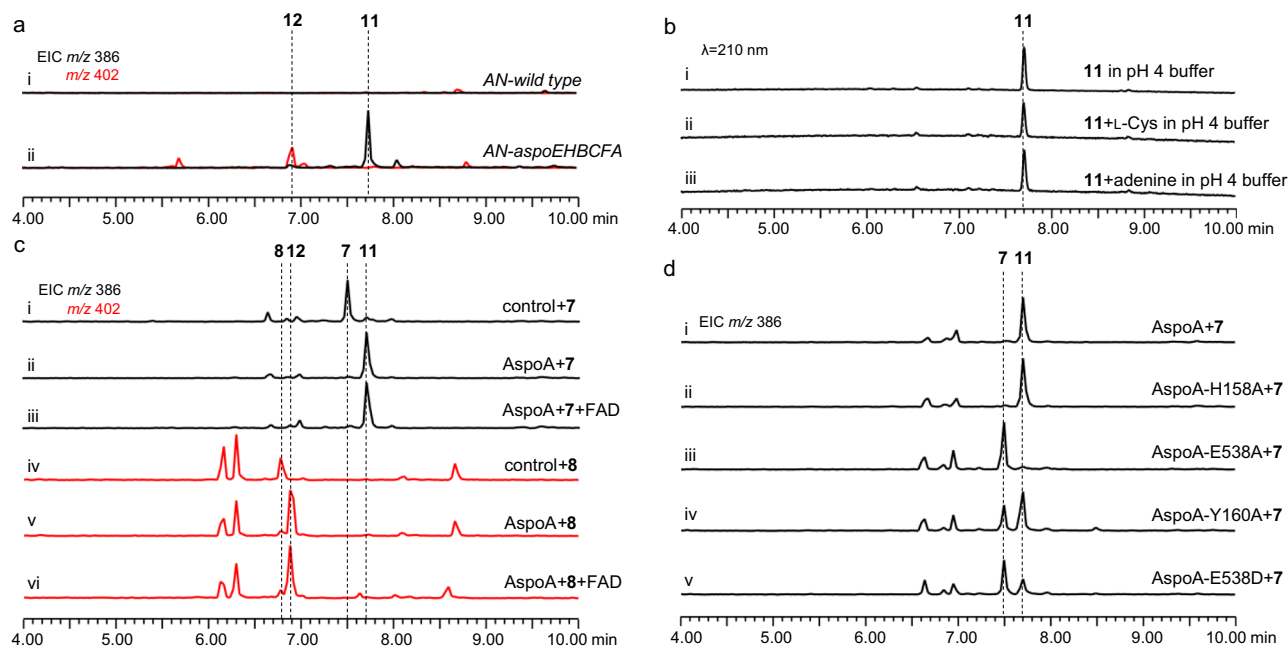 a
12 11
EIC m/z 386
m/z 402
i
AN-wild type
ii
AN-aspoEHBCFA
4.00 5.00 6.00 7.00 8.00 9.00 10.00 min
b
11
λ=210 nm
i
11 in pH 4 buffer
ii
11+L-Cys in pH 4 buffer
iii
11+adenine in pH 4 buffer
4.00 5.00 6.00 7.00 8.00 9.00 10.00 min
c
8 12 7 11
EIC m/z 386
m/z 402
i
control+7
ii
AspoA+7
iii
AspoA+7+FAD
iv
control+8
v
AspoA+8
vi
AspoA+8+FAD
4.00 5.00 6.00 7.00 8.00 9.00 10.00 min
d
7 11
EIC m/z 386
i
AspoA+7
ii
AspoA-H158A+7
iii
AspoA-E538A+7
iv
AspoA-Y160A+7
v
AspoA-E538D+7
4.00 5.00 6.00 7.00 8.00 9.00 10.00 min